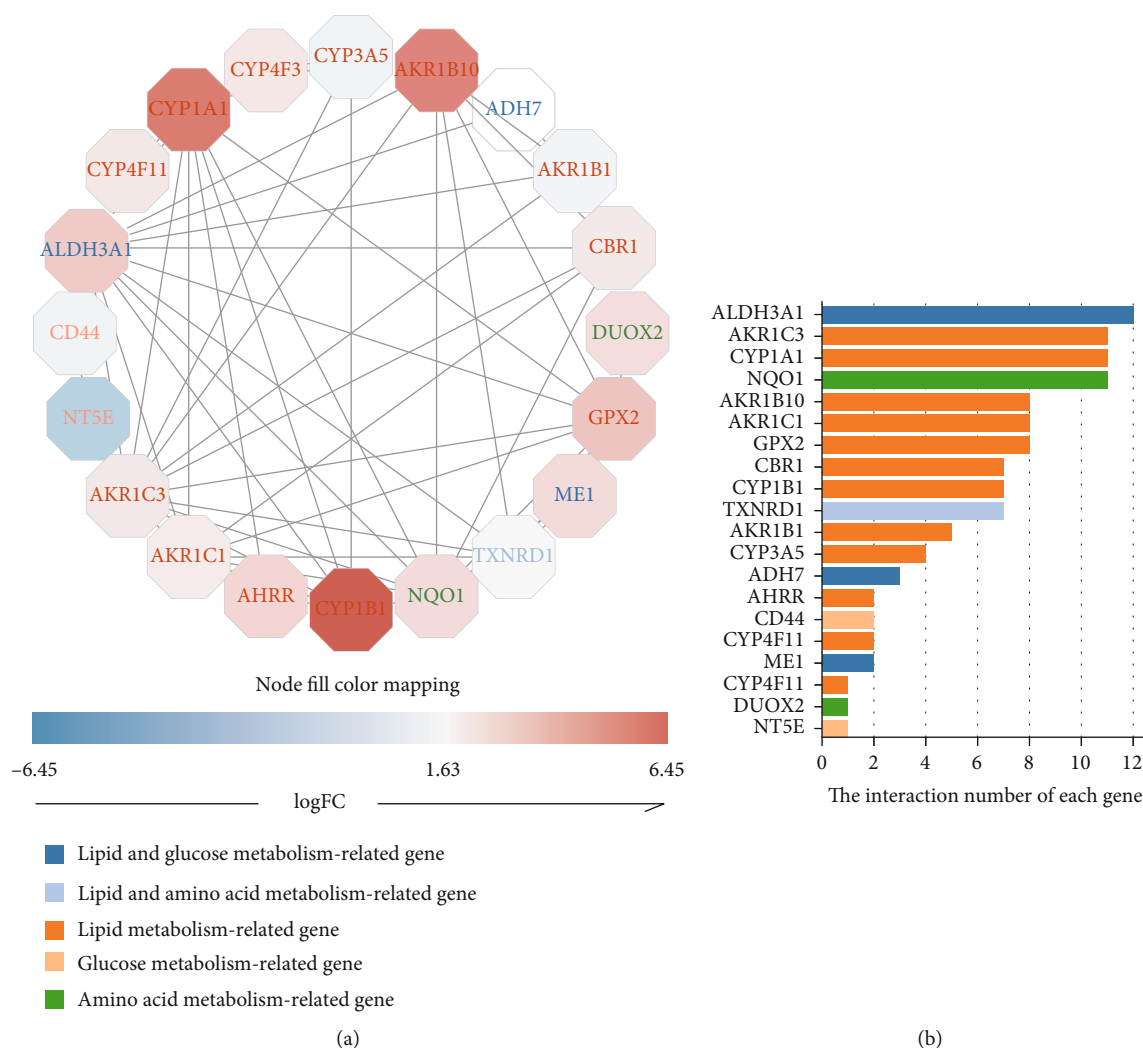 CYP3A5
CYP4F3
AKR1B10
CYP1A1
ADH7
CYP4F11
AKR1B1
ALDH3A1
CBR1
CD44
DUOX2
NT5E
GPX2
AKR1C3
ME1
AKR1C1
TXNRD1
AHRR
CYP1B1
NQO1
Node fill color mapping
−6.45
1.63
6.45
logFC
Lipid and glucose metabolism-related gene
Lipid and amino acid metabolism-related gene
Lipid metabolism-related gene
Glucose metabolism-related gene
Amino acid metabolism-related gene
(a)
ALDH3A1
AKR1C3
CYP1A1
NQO1
AKR1B10
AKR1C1
GPX2
CBR1
CYP1B1
TXNRD1
AKR1B1
CYP3A5
ADH7
AHRR
CD44
CYP4F11
ME1
CYP4F11
DUOX2
NT5E
0 2 4 6 8 10 12
The interaction number of each gene
(b)